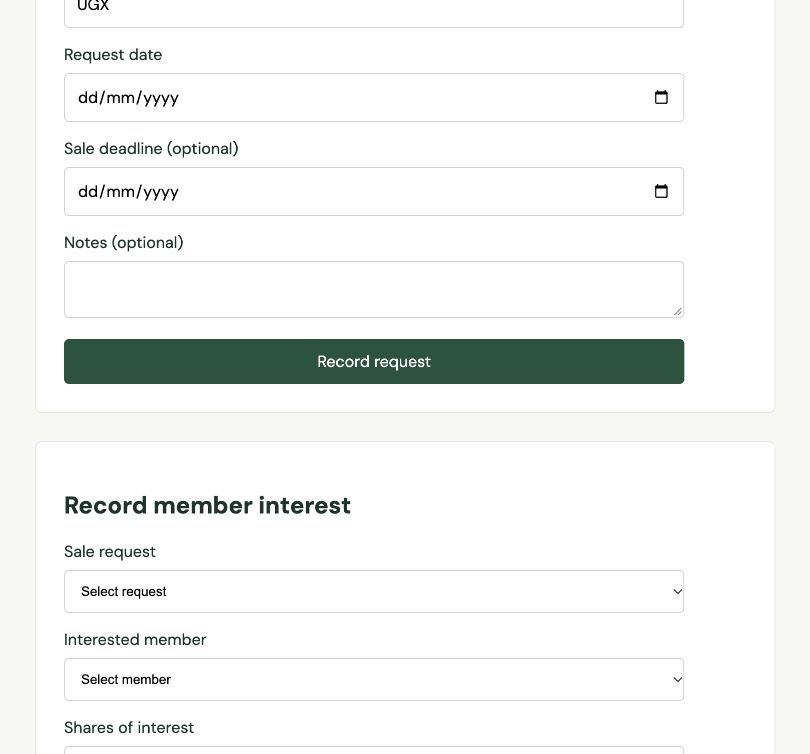 UGX
Request date
dd/mm/yyyy
Sale deadline (optional)
dd/mm/yyyy
Notes (optional)
Record request
Record member interest
Sale request
Select request
Interested member
Select member
Shares of interest